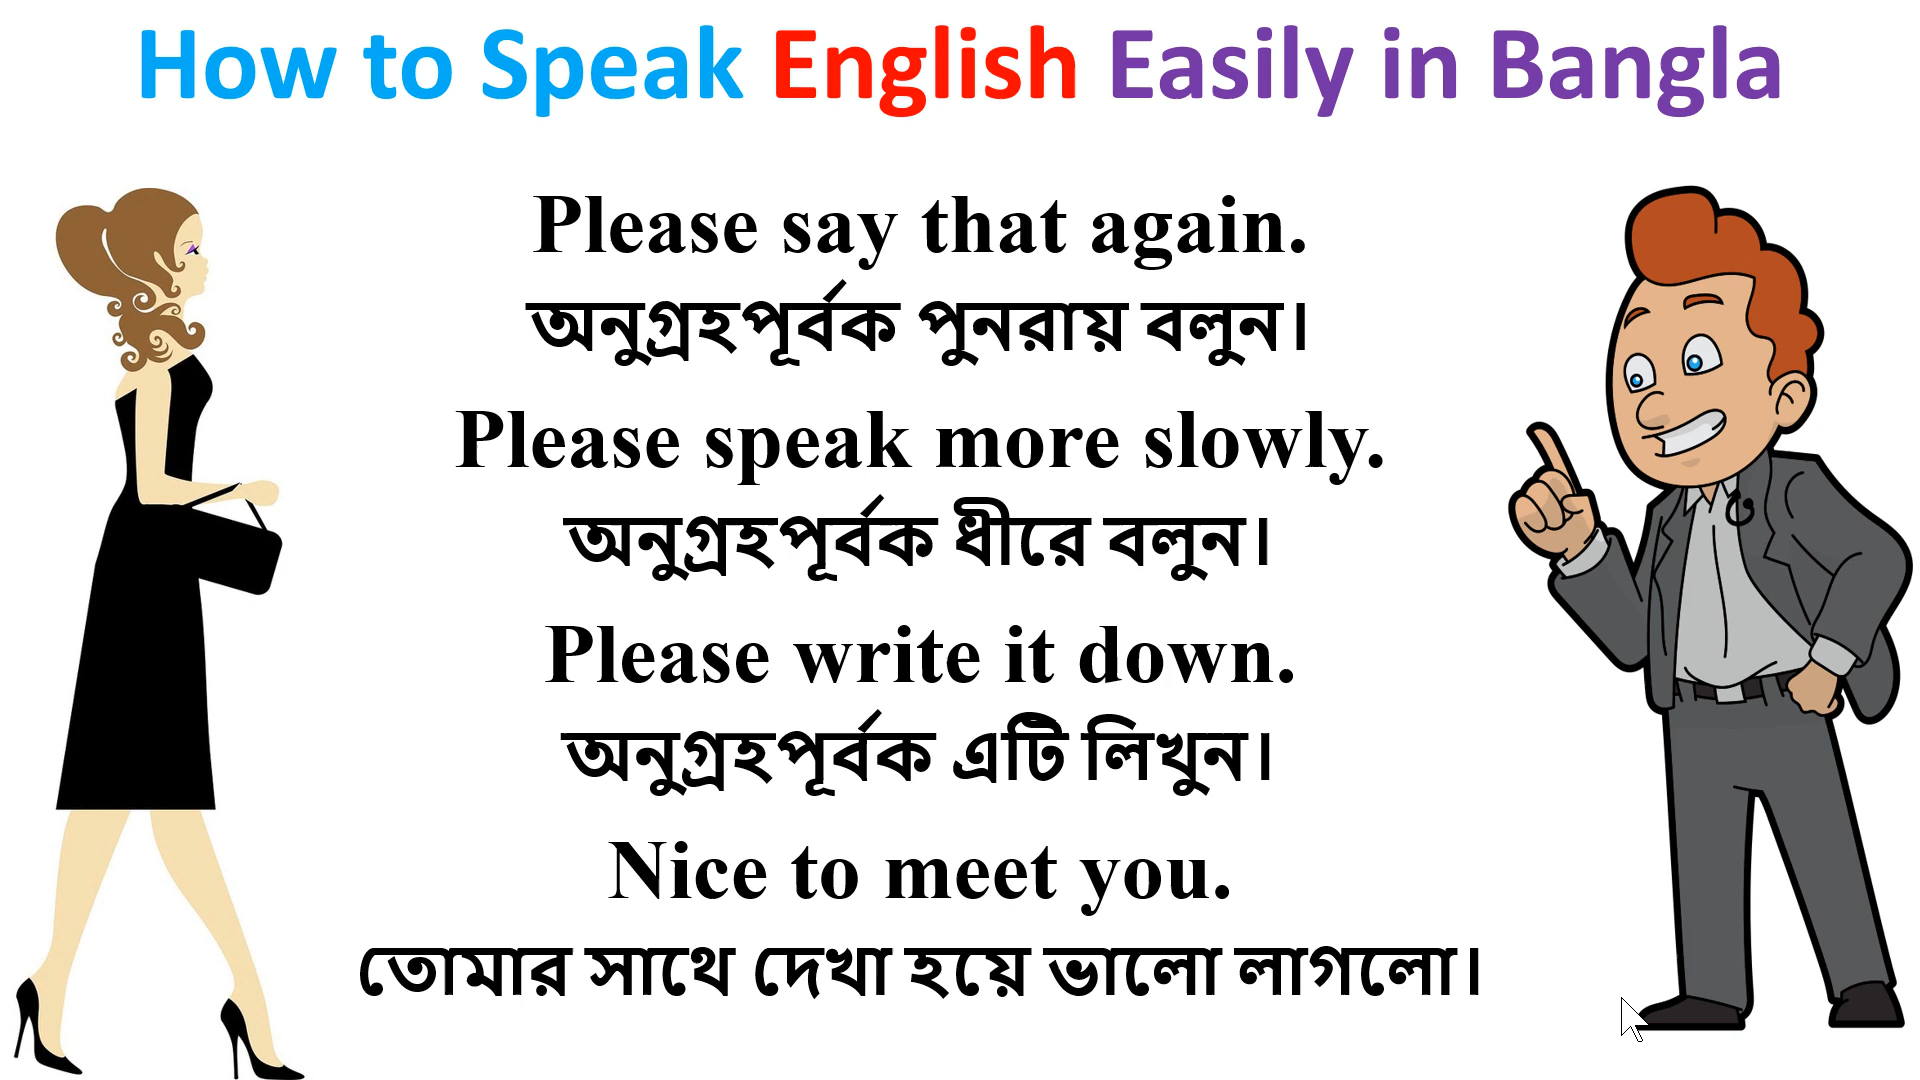 How to Speak English Easily in Bangla
Please say that again.
অনুগ্রহপূর্বক পুনরায় বলুন।
Please speak more slowly.
অনুগ্রহপূর্বক ধীরে বলুন।
Please write it down.
অনুগ্রহপূর্বক এটি লিখুন।
Nice to meet you.
তোমার সাথে দেখা হয়ে ভালো লাগলো।